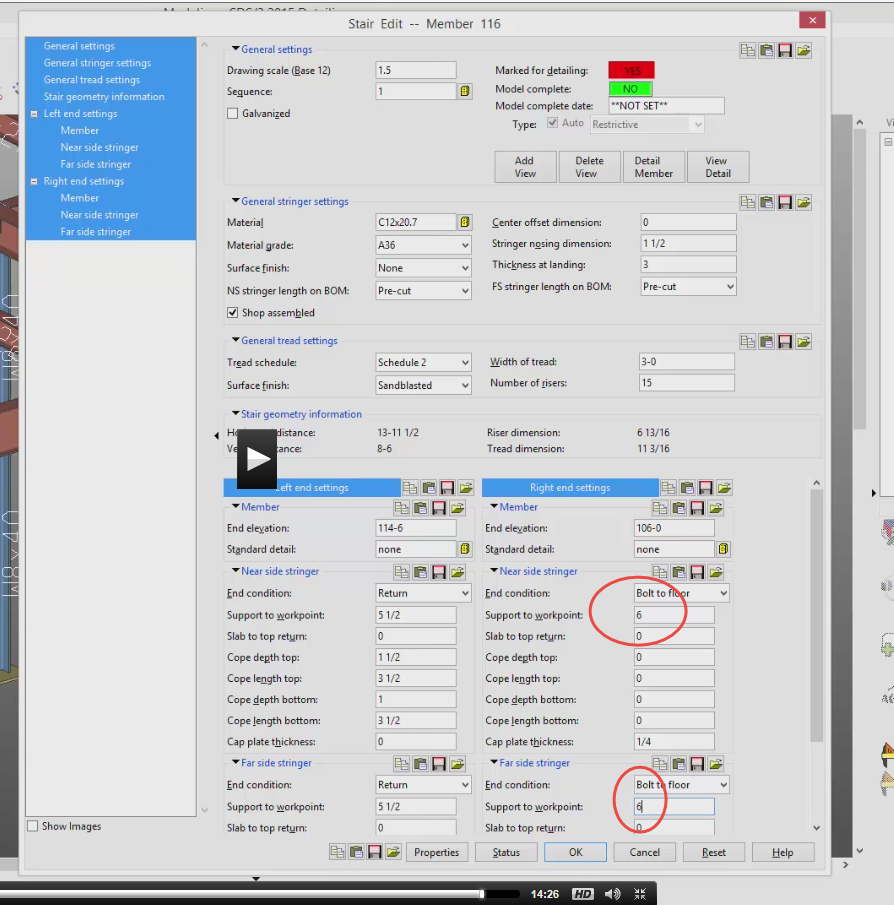 Stair Edit -- Member 116
General settings
General stringer settings
General tread settings
Stair geometry information
Left end settings
Member
Near side stringer
Far side stringer
Right end settings
Member
Near side stringer
Far side stringer
Show Images
General settings
Drawing scale (Base 12) 1.5 Marked for detailing: YES
Model complete: NO
Sequence: 1 Model complete date: **NOT SET**
Galvanized Type: Auto Restrictive
Add View Delete View Detail Member View Detail
General stringer settings
Material C12x20.7 Center offset dimension: 0
Material grade: A36 Stringer nosing dimension: 1 1/2
Surface finish: None Thickness at landing: 3
NS stringer length on BOM: Pre-cut FS stringer length on BOM: Pre-cut
Shop assembled
General tread settings
Tread schedule: Schedule 2 Width of tread: 3-0
Surface finish: Sandblasted Number of risers: 15
Stair geometry information
13-11 1/2 Riser dimension: 6 13/16
8-6 Tread dimension: 11 3/16
Left end settings Right end settings
Member Member
End elevation: 114-6 End elevation: 106-0
Standard detail: none Standard detail: none
Near side stringer Near side stringer
End condition: Return End condition: Bolt to floor
Support to workpoint: 5 1/2 Support to workpoint: 6
Slab to top return: 0 Slab to top return: 0
Cope depth top: 1 1/2 Cope depth top: 0
Cope length top: 3 1/2 Cope length top: 0
Cope depth bottom: 1 Cope depth bottom: 0
Cope length bottom: 3 1/2 Cope length bottom: 0
Cap plate thickness: 0 Cap plate thickness: 1/4
Far side stringer Far side stringer
End condition: Return End condition: Bolt to floor
Support to workpoint: 5 1/2 Support to workpoint: 6
Slab to top return: 0 Slab to top return: 0
Properties Status OK Cancel Reset Help
14:26 HD
W8x40